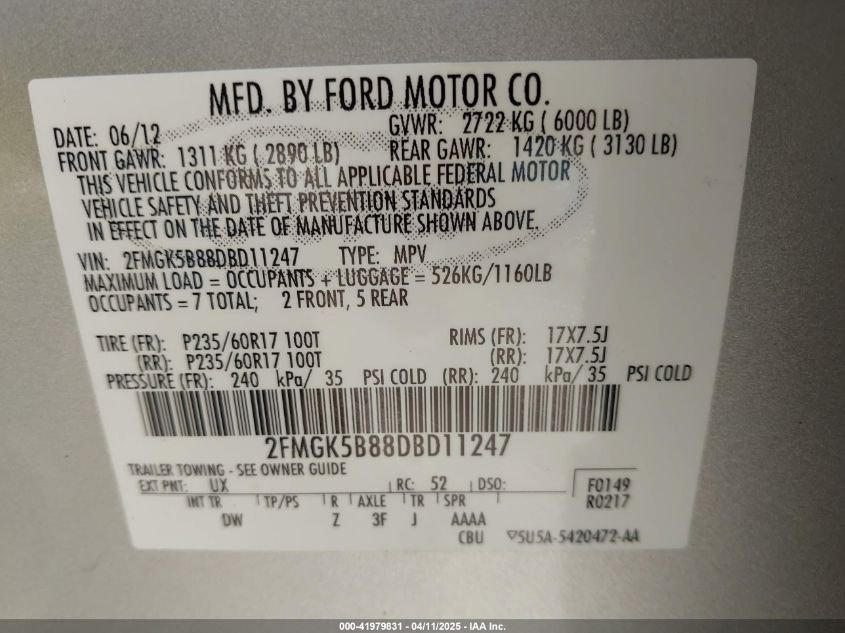 MFD. BY FORD MOTOR CO.
DATE: 06/12 GVWR: 2722 KG ( 6000 LB)
FRONT GAWR: 1311 KG ( 2890 LB) REAR GAWR: 1420 KG ( 3130 LB)
THIS VEHICLE CONFORMS TO ALL APPLICABLE FEDERAL MOTOR
VEHICLE SAFETY AND THEFT PREVENTION STANDARDS
IN EFFECT ON THE DATE OF MANUFACTURE SHOWN ABOVE.
VIN: 2FMGK5B88DBD11247 TYPE: MPV
MAXIMUM LOAD = OCCUPANTS + LUGGAGE = 526KG/1160LB
OCCUPANTS = 7 TOTAL; 2 FRONT, 5 REAR
TIRE (FR): P235/60R17 100T RIMS (FR): 17X7.5J
(RR): P235/60R17 100T (RR): 17X7.5J
PRESSURE (FR): 240 kPa/ 35 PSI COLD (RR): 240 kPa/ 35 PSI COLD
2FMGK5B88DBD11247
TRAILER TOWING - SEE OWNER GUIDE
EXT PNT: UX RC: 52 DSO: F0149
INT TR TP/PS R AXLE TR SPR R0217
DW Z 3F J AAAA
CBU 5U5A-5420472-AA
000-41979831 - 04/11/2025 - IAA Inc.